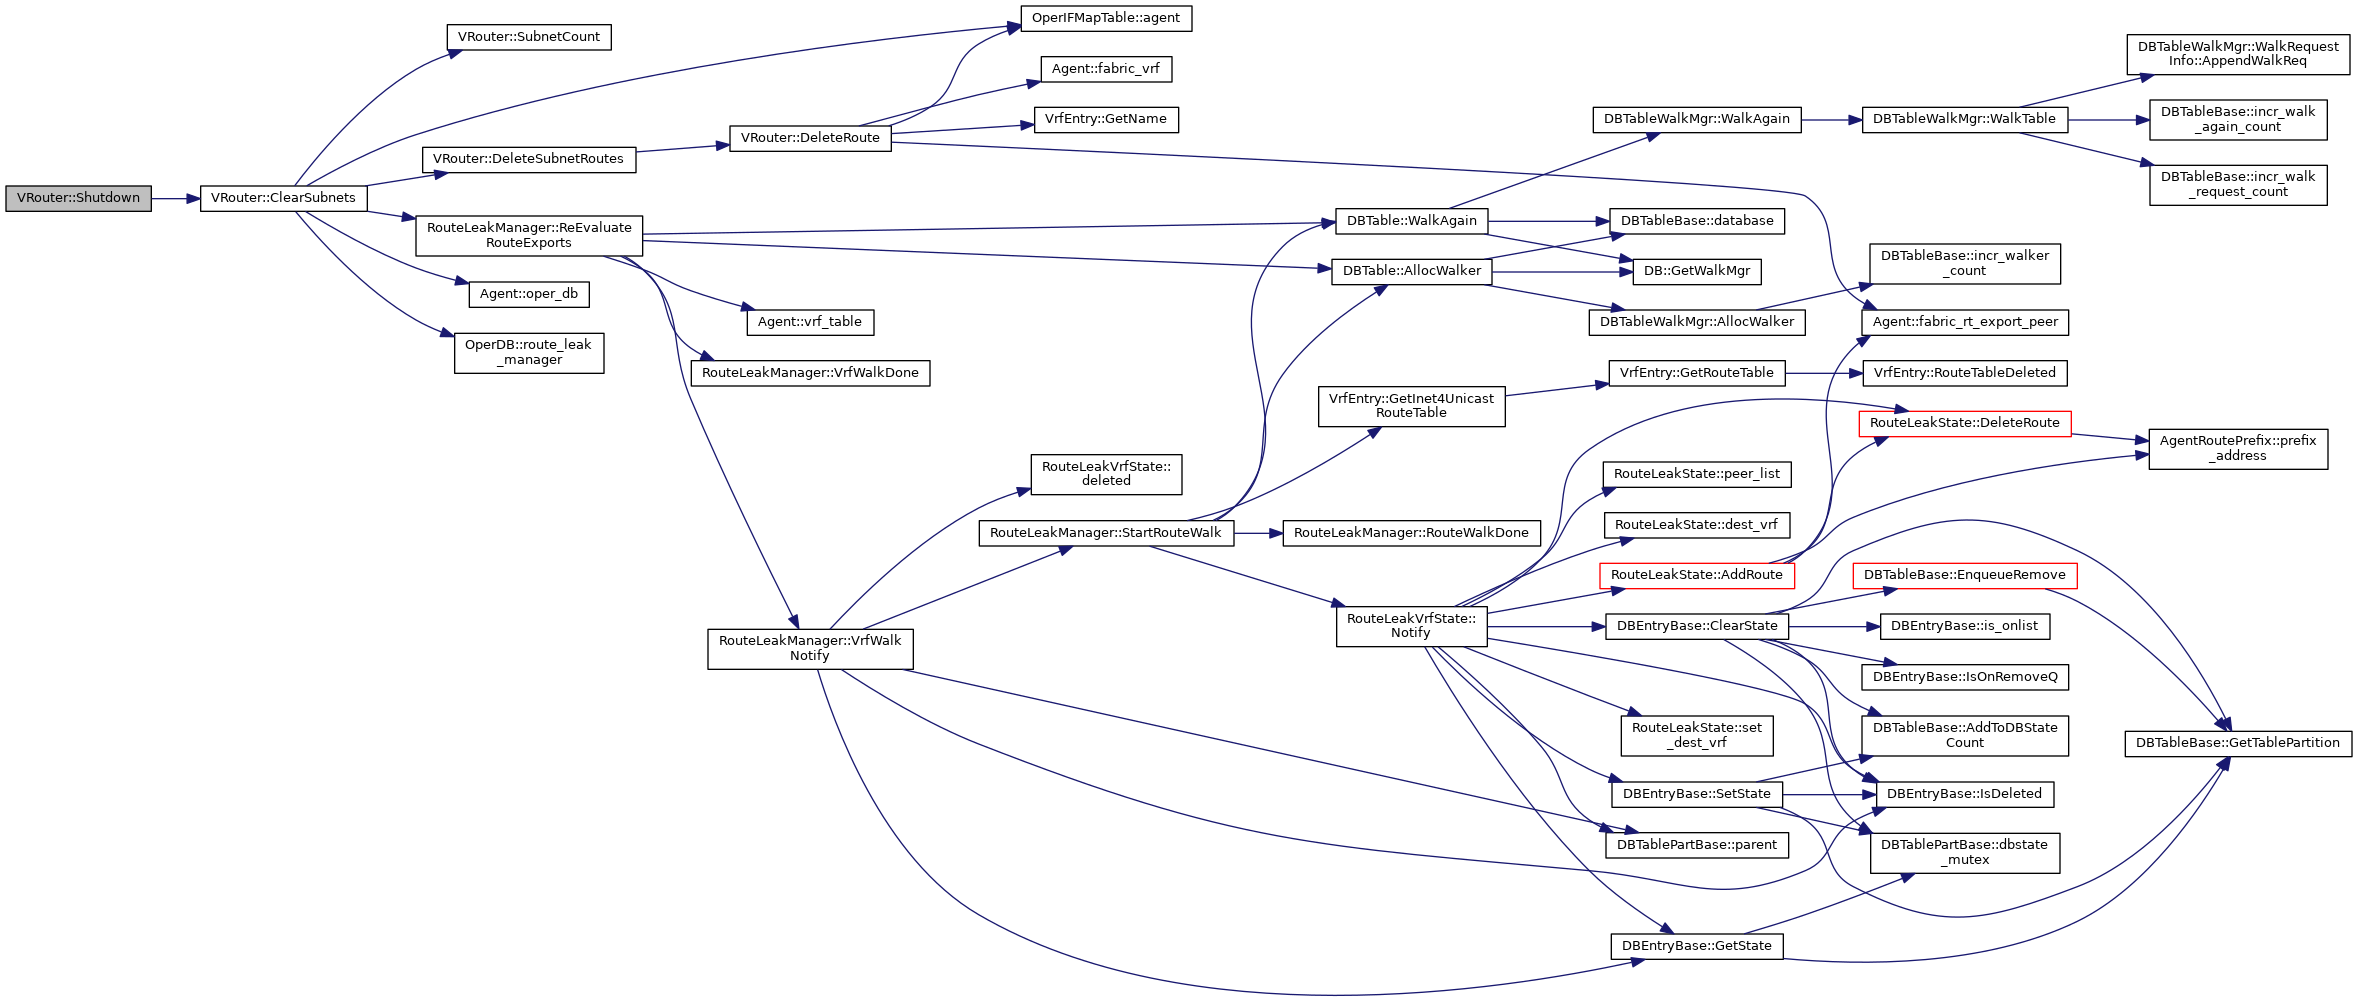 VRouter::Shutdown
VRouter::ClearSubnets
VRouter::SubnetCount
VRouter::DeleteSubnetRoutes
RouteLeakManager::ReEvaluate
RouteExports
Agent::oper_db
OperDB::route_leak
_manager
VRouter::DeleteRoute
Agent::vrf_table
RouteLeakManager::VrfWalkDone
RouteLeakManager::VrfWalk
Notify
OperIFMapTable::agent
Agent::fabric_vrf
VrfEntry::GetName
RouteLeakVrfState::
deleted
RouteLeakManager::StartRouteWalk
DBTable::WalkAgain
DBTable::AllocWalker
VrfEntry::GetInet4Unicast
RouteTable
RouteLeakManager::RouteWalkDone
RouteLeakVrfState::
Notify
DBTableWalkMgr::WalkAgain
DBTableBase::database
DB::GetWalkMgr
DBTableWalkMgr::AllocWalker
VrfEntry::GetRouteTable
RouteLeakState::peer_list
RouteLeakState::dest_vrf
RouteLeakState::AddRoute
DBEntryBase::ClearState
RouteLeakState::set
_dest_vrf
DBEntryBase::SetState
DBTablePartBase::parent
DBEntryBase::GetState
DBTableWalkMgr::WalkTable
DBTableBase::incr_walker
_count
Agent::fabric_rt_export_peer
VrfEntry::RouteTableDeleted
RouteLeakState::DeleteRoute
DBTableBase::EnqueueRemove
DBEntryBase::is_onlist
DBEntryBase::IsOnRemoveQ
DBTableBase::AddToDBState
Count
DBEntryBase::IsDeleted
DBTablePartBase::dbstate
_mutex
DBTableWalkMgr::WalkRequest
Info::AppendWalkReq
DBTableBase::incr_walk
_again_count
DBTableBase::incr_walk
_request_count
AgentRoutePrefix::prefix
_address
DBTableBase::GetTablePartition